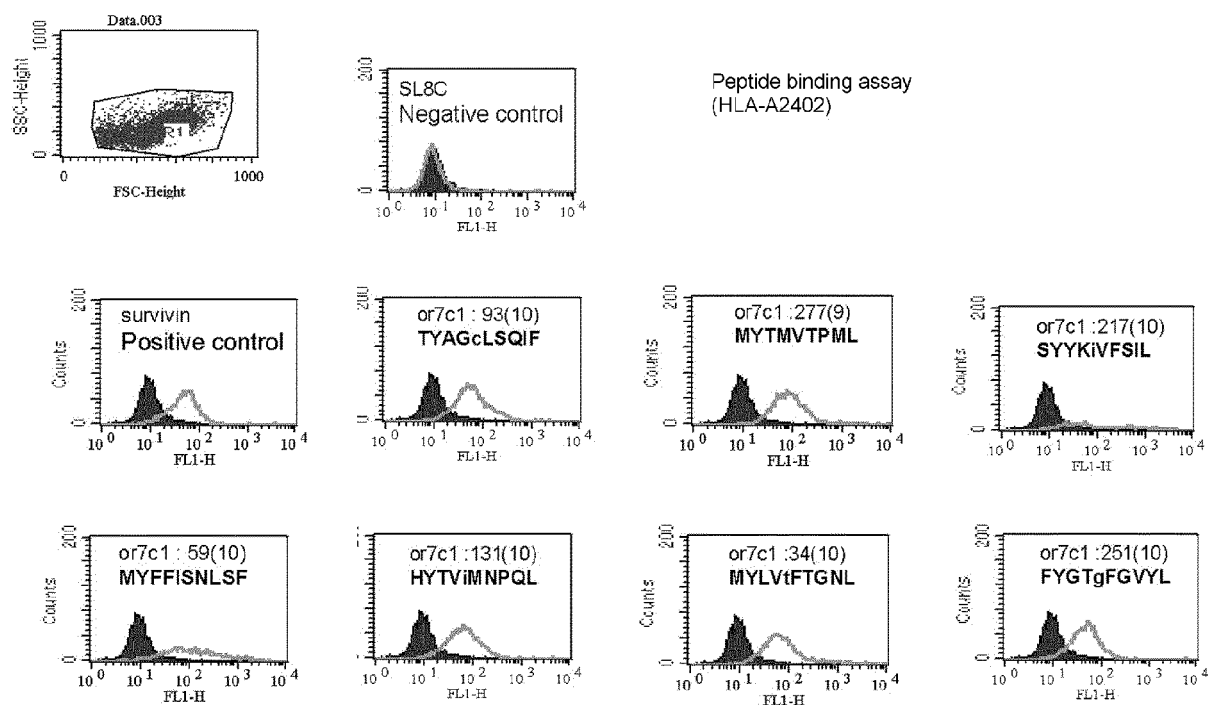 Data.003
1000
SSC-Height
0
R1
0 1000
FSC-Height
200
SL8C
Negative control
0
10^0 10^1 10^2 10^3 10^4
FL1-H
Peptide binding assay
(HLA-A2402)
200
survivin
Positive control
Counts
0
10^0 10^1 10^2 10^3 10^4
FL1-H
200
or7c1 : 93(10)
TYAGcLSQIF
Counts
0
10^0 10^1 10^2 10^3 10^4
FL1-H
200
or7c1 :277(9)
MYTMVTPML
Counts
0
10^0 10^1 10^2 10^3 10^4
FL1-H
200
or7c1 :217(10)
SYYKiVFSIL
Counts
0
10^0 10^1 10^2 10^3 10^4
FL1-H
200
or7c1 : 59(10)
MYFFlSNLSF
Counts
0
10^0 10^1 10^2 10^3 10^4
FL1-H
or7c1 :131(10)
HYTViMNPQL
10^0 10^1 10^2 10^3 10^4
FL1-H
200
or7c1 :34(10)
MYLVtFTGNL
Counts
0
10^0 10^1 10^2 10^3 10^4
FL1-H
200
or7c1 :251(10)
FYGTgFGVYL
Counts
0
10^0 10^1 10^2 10^3 10^4
FL1-H